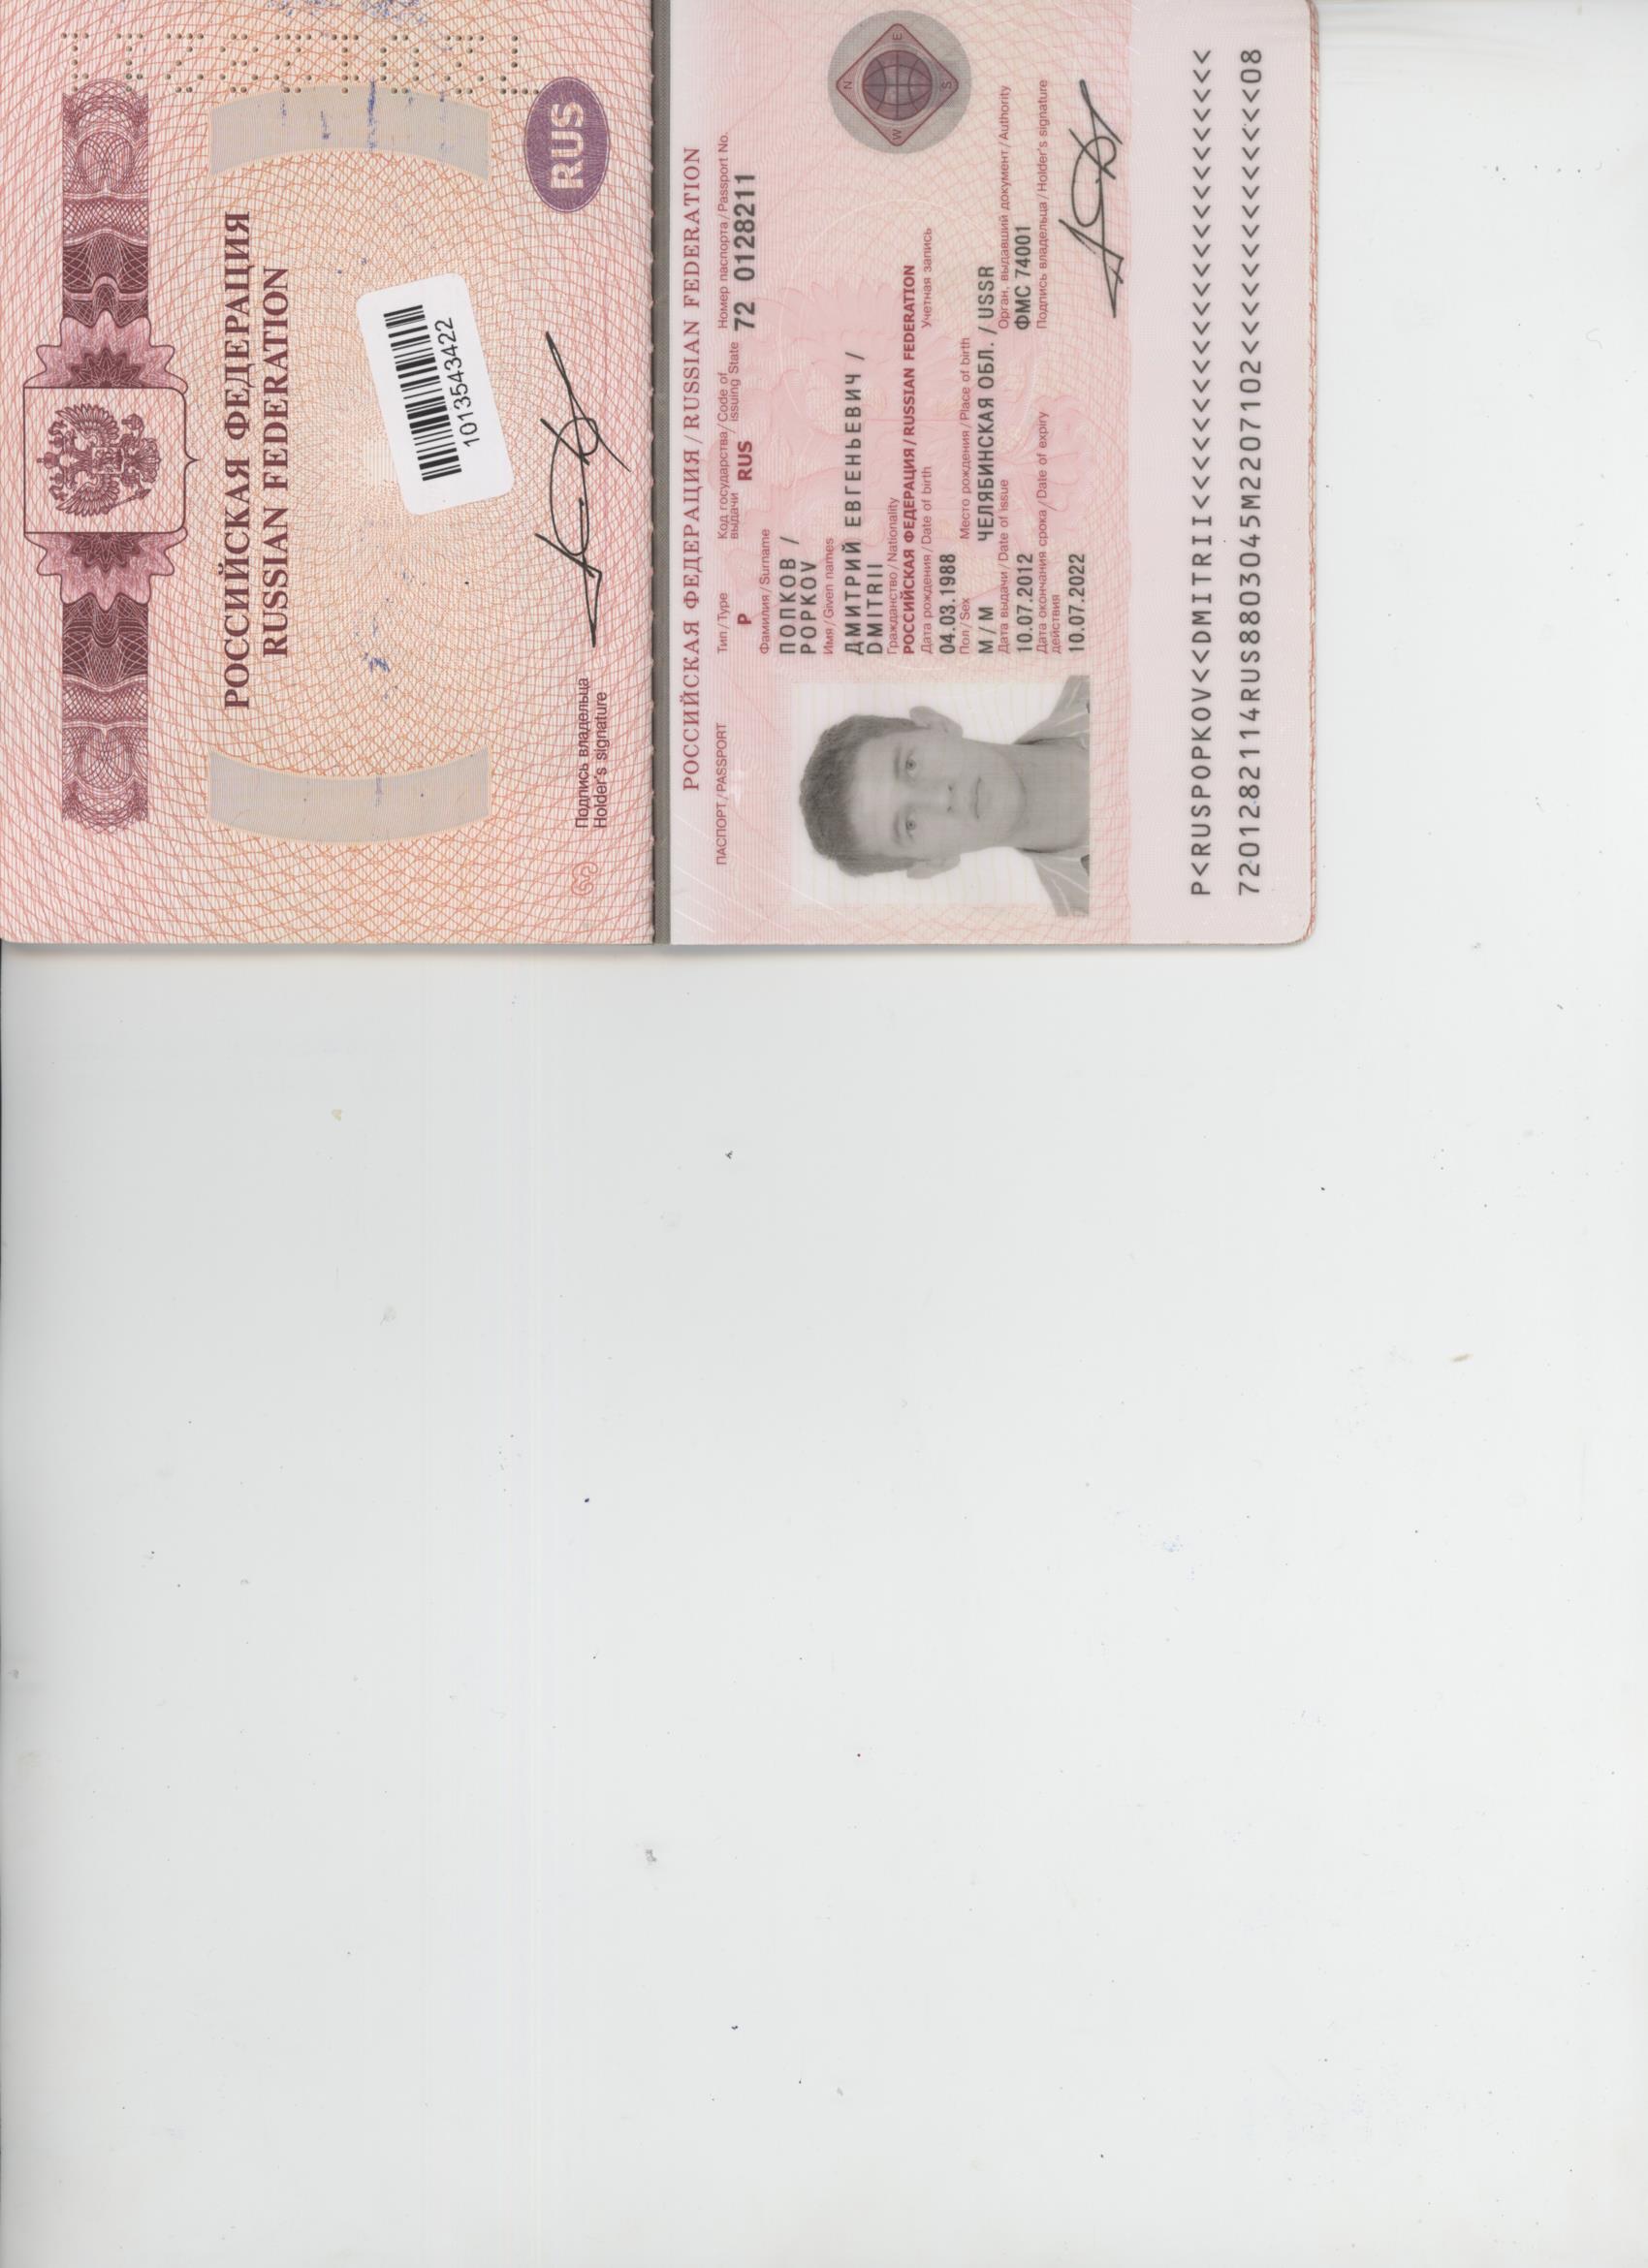 РОССИЙСКАЯ ФЕДЕРАЦИЯ
RUSSIAN FEDERATION
1013543422
RUS
Подпись владельца
Holder's signature
РОССИЙСКАЯ ФЕДЕРАЦИЯ / RUSSIAN FEDERATION
ПАСПОРТ / PASSPORT
Тип / Type
Код государства / Code of
выдачи issuing State
Номер паспорта / Passport No.
P RUS 72 0128211
Фамилия / Surname
ПОПКОВ /
POPKOV
Имя / Given names
ДМИТРИЙ ЕВГЕНЬЕВИЧ /
DMITRII
Гражданство / Nationality
РОССИЙСКАЯ ФЕДЕРАЦИЯ / RUSSIAN FEDERATION
Дата рождения / Date of birth Учетная запись
04.03.1988
Пол / Sex Место рождения / Place of birth
М / M ЧЕЛЯБИНСКАЯ ОБЛ. / USSR
Дата выдачи / Date of issue Орган, выдавший документ / Authority
10.07.2012 ФМС 74001
Дата окончания срока / Date of expiry
действия
Подпись владельца / Holder's signature
10.07.2022
N
E
S
W
P<RUSPOPKOV<<DMITRII<<<<<<<<<<<<<<<<<<<<<<<<
7201282114RUS8803045M2207102<<<<<<<<<<<<<<08